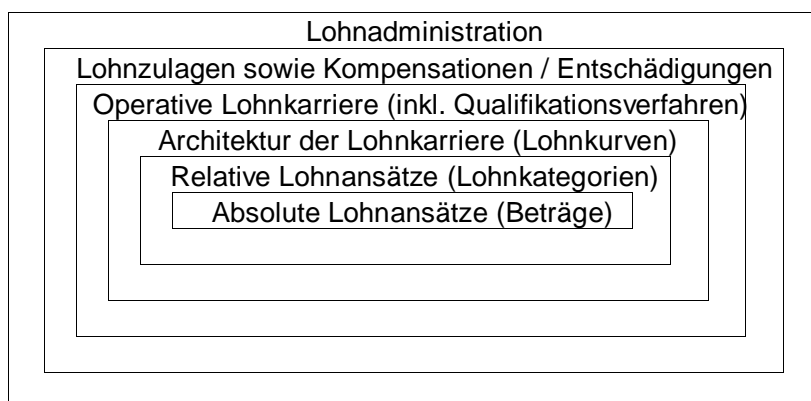 Lohnadministration
Lohnzulagen sowie Kompensationen / Entschädigungen
Operative Lohnkarriere (inkl. Qualifikationsverfahren)
Architektur der Lohnkarriere (Lohnkurven)
Relative Lohnansätze (Lohnkategorien)
Absolute Lohnansätze (Beträge)